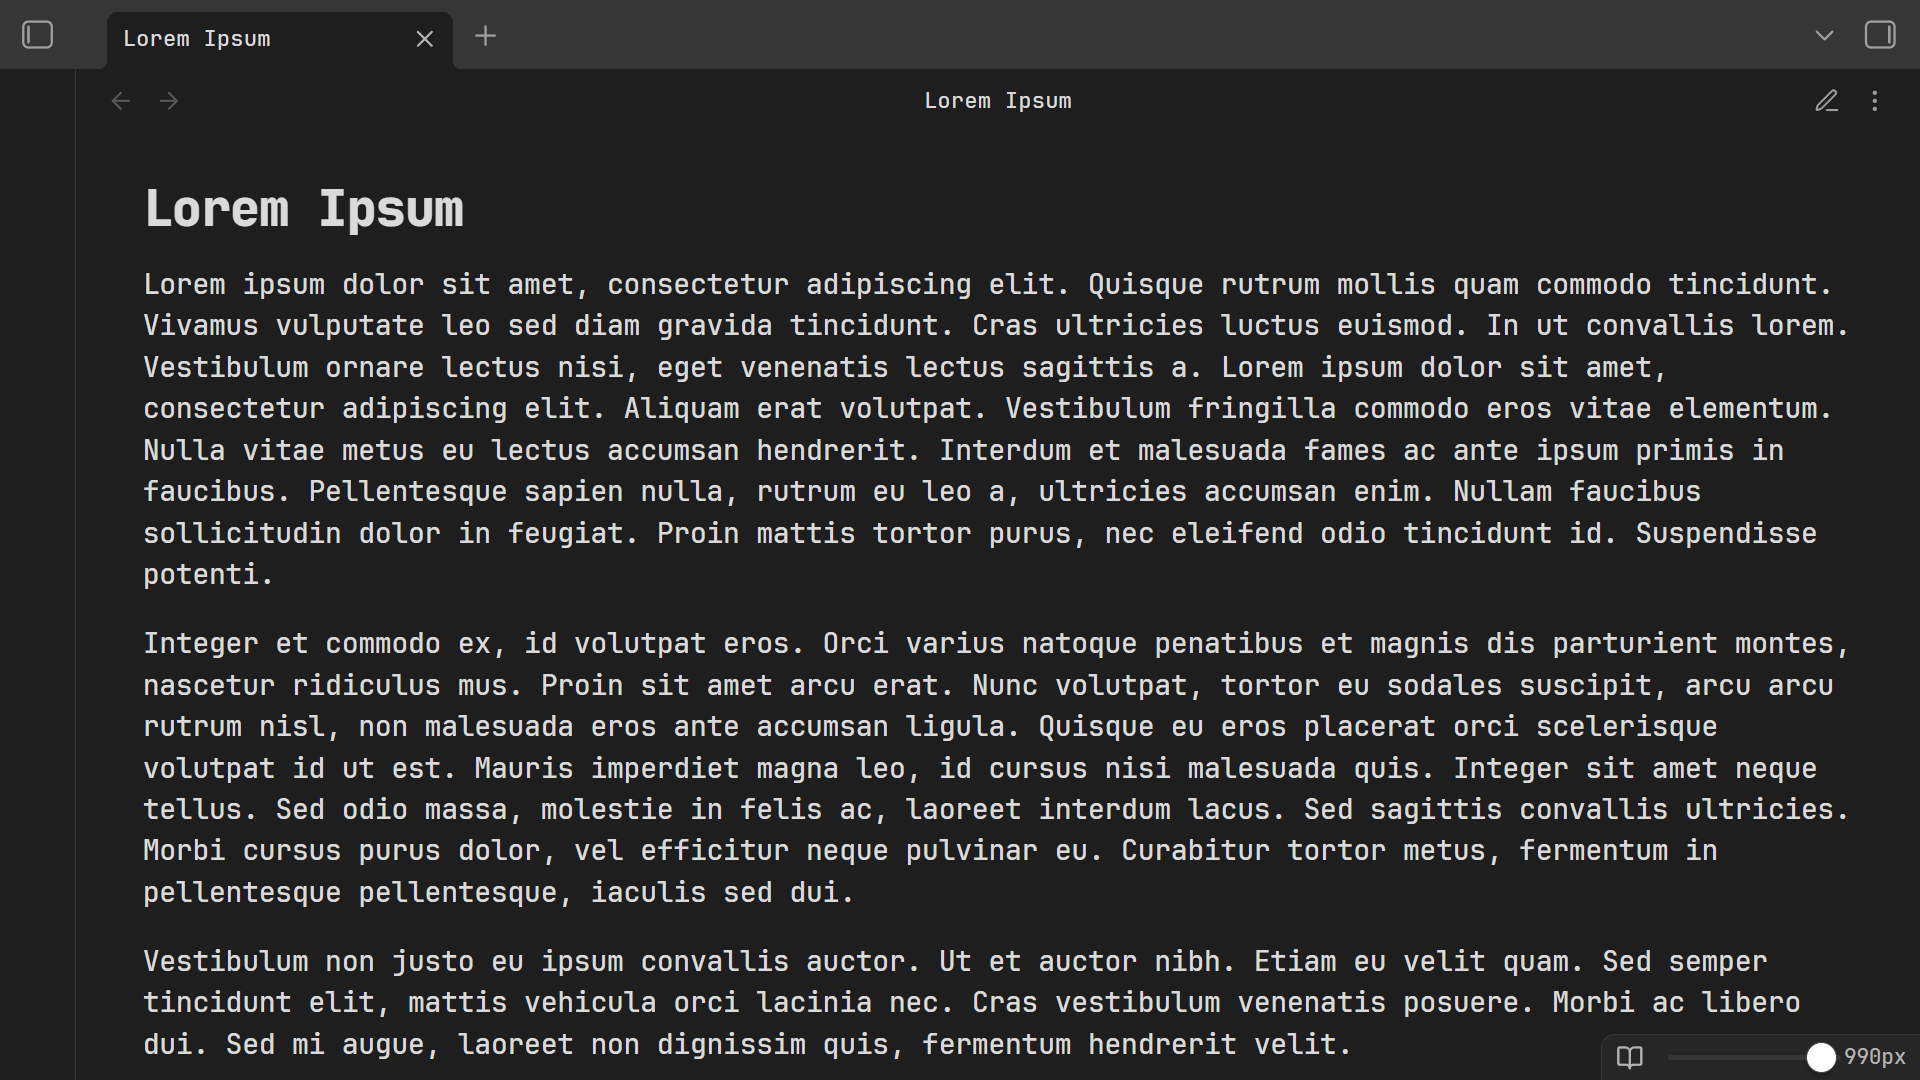 Lorem Ipsum
Lorem Ipsum
Lorem Ipsum
Lorem ipsum dolor sit amet, consectetur adipiscing elit. Quisque rutrum mollis quam commodo tincidunt.
Vivamus vulputate leo sed diam gravida tincidunt. Cras ultricies luctus euismod. In ut convallis lorem.
Vestibulum ornare lectus nisi, eget venenatis lectus sagittis a. Lorem ipsum dolor sit amet,
consectetur adipiscing elit. Aliquam erat volutpat. Vestibulum fringilla commodo eros vitae elementum.
Nulla vitae metus eu lectus accumsan hendrerit. Interdum et malesuada fames ac ante ipsum primis in
faucibus. Pellentesque sapien nulla, rutrum eu leo a, ultricies accumsan enim. Nullam faucibus
sollicitudin dolor in feugiat. Proin mattis tortor purus, nec eleifend odio tincidunt id. Suspendisse
potenti.
Integer et commodo ex, id volutpat eros. Orci varius natoque penatibus et magnis dis parturient montes,
nascetur ridiculus mus. Proin sit amet arcu erat. Nunc volutpat, tortor eu sodales suscipit, arcu arcu
rutrum nisl, non malesuada eros ante accumsan ligula. Quisque eu eros placerat orci scelerisque
volutpat id ut est. Mauris imperdiet magna leo, id cursus nisi malesuada quis. Integer sit amet neque
tellus. Sed odio massa, molestie in felis ac, laoreet interdum lacus. Sed sagittis convallis ultricies.
Morbi cursus purus dolor, vel efficitur neque pulvinar eu. Curabitur tortor metus, fermentum in
pellentesque pellentesque, iaculis sed dui.
Vestibulum non justo eu ipsum convallis auctor. Ut et auctor nibh. Etiam eu velit quam. Sed semper
tincidunt elit, mattis vehicula orci lacinia nec. Cras vestibulum venenatis posuere. Morbi ac libero
dui. Sed mi augue, laoreet non dignissim quis, fermentum hendrerit velit.
990px